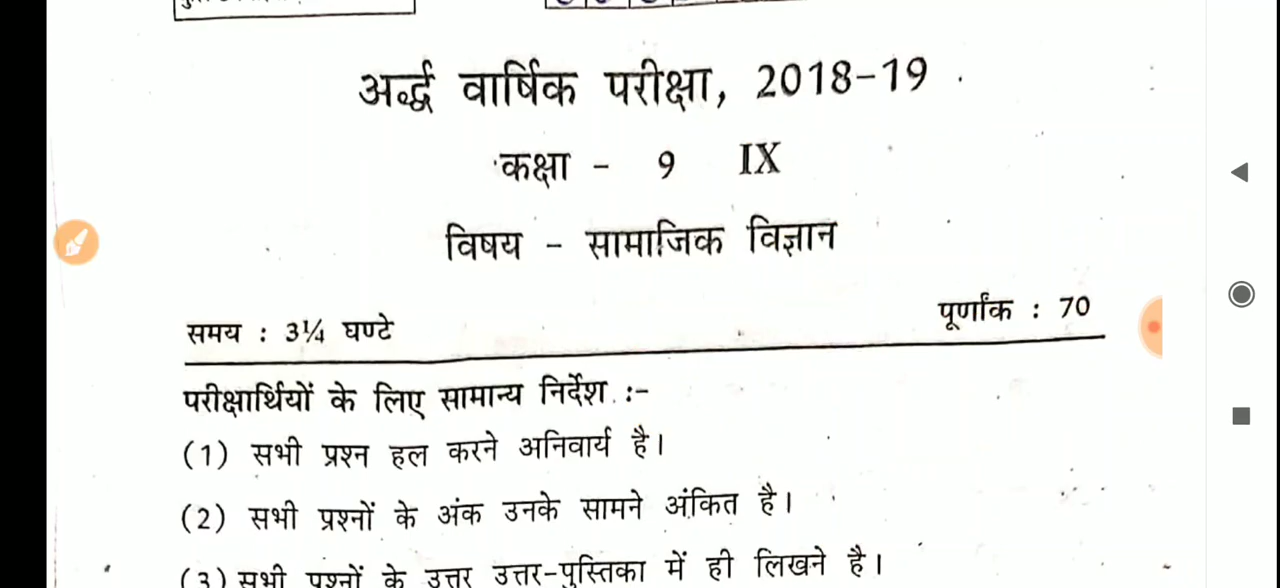 अर्द्ध वार्षिक परीक्षा, 2018-19
कक्षा - 9 IX
विषय - सामाजिक विज्ञान
समय : 3¼ घण्टे
पूर्णांक : 70
परीक्षार्थियों के लिए सामान्य निर्देश :-
(1) सभी प्रश्न हल करने अनिवार्य है।
(2) सभी प्रश्नों के अंक उनके सामने अंकित है।
(3) सभी प्रश्नों के उत्तर उत्तर-पुस्तिका में ही लिखने है।